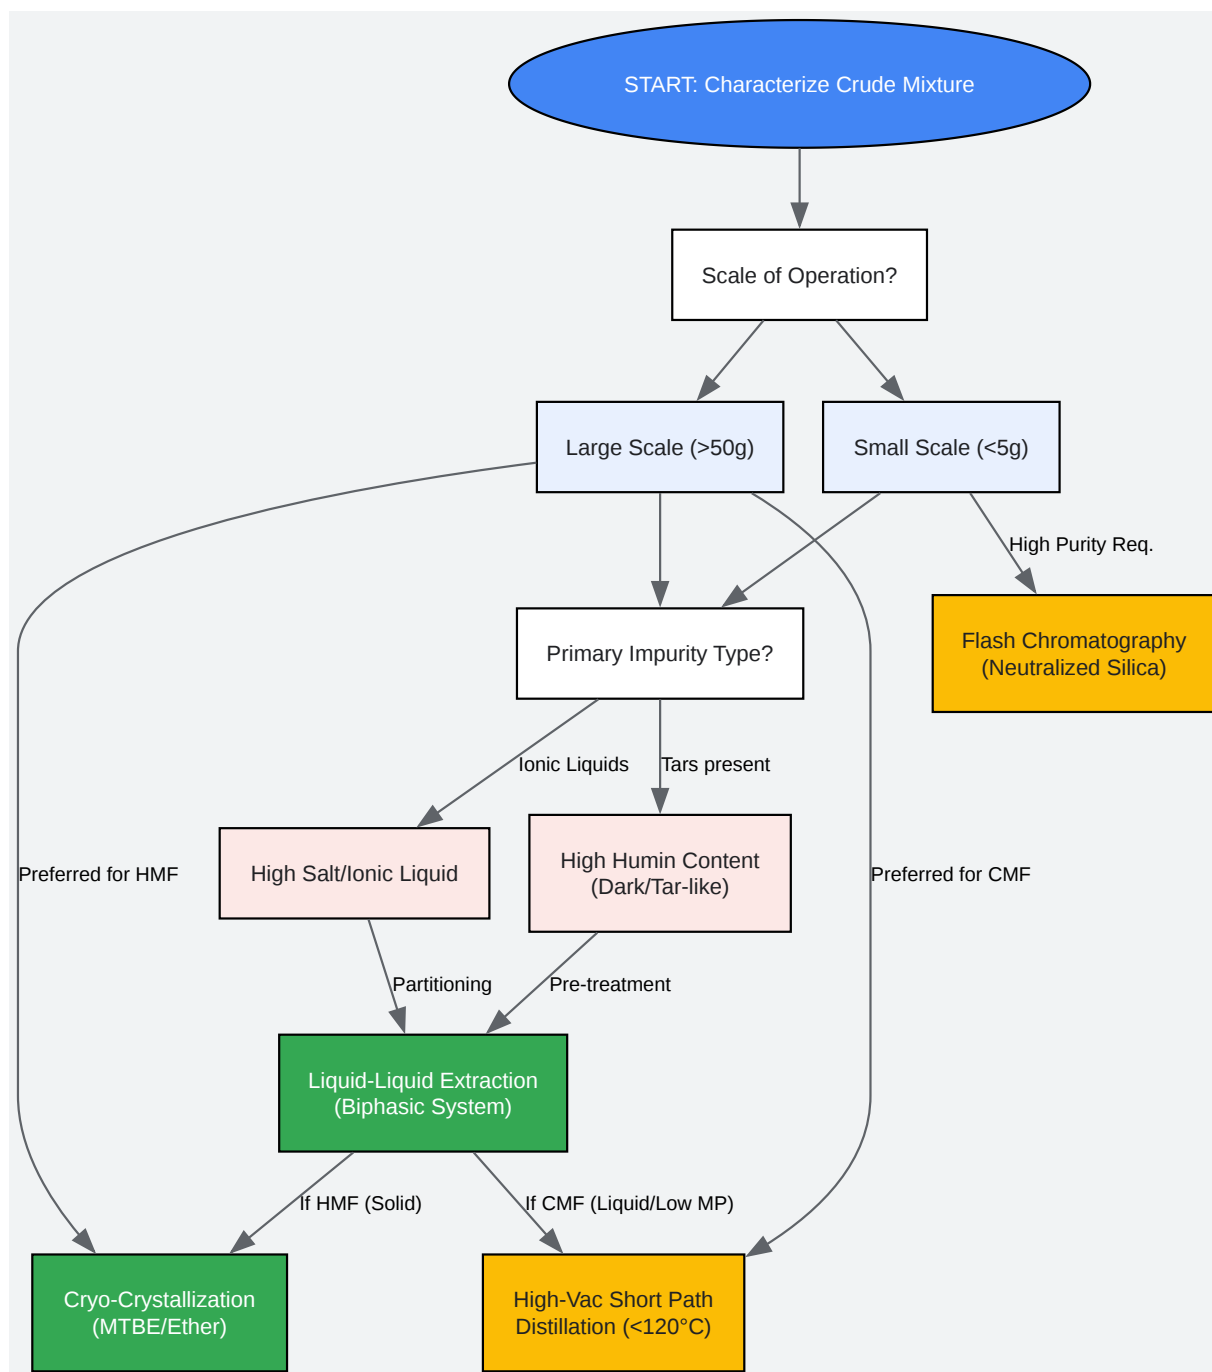 START: Characterize Crude Mixture
Scale of Operation?
Large Scale (>50g)
Small Scale (<5g)
High Purity Req.
Flash Chromatography
(Neutralized Silica)
Primary Impurity Type?
Ionic Liquids
Tars present
High Salt/Ionic Liquid
High Humin Content
(Dark/Tar-like)
Preferred for HMF
Preferred for CMF
Partitioning
Pre-treatment
Liquid-Liquid Extraction
(Biphasic System)
If HMF (Solid)
If CMF (Liquid/Low MP)
Cryo-Crystallization
(MTBE/Ether)
High-Vac Short Path
Distillation (<120°C)